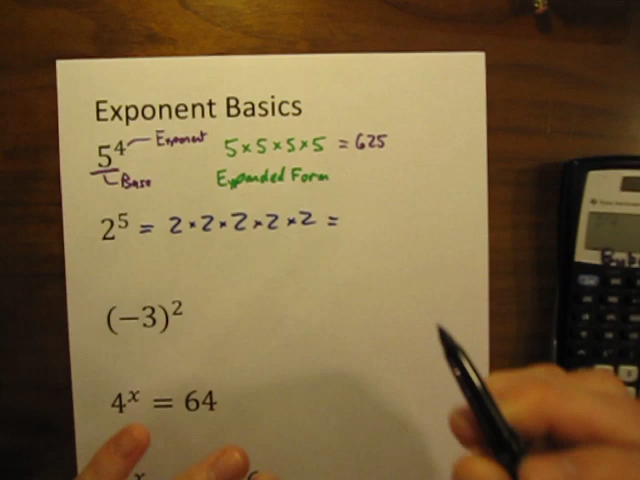 Exponent Basics
5⁴ Exponent 5 × 5 × 5 × 5 = 625
Base Expanded Form
2⁵ = 2 × 2 × 2 × 2 × 2 =
(−3)²
4ˣ = 64